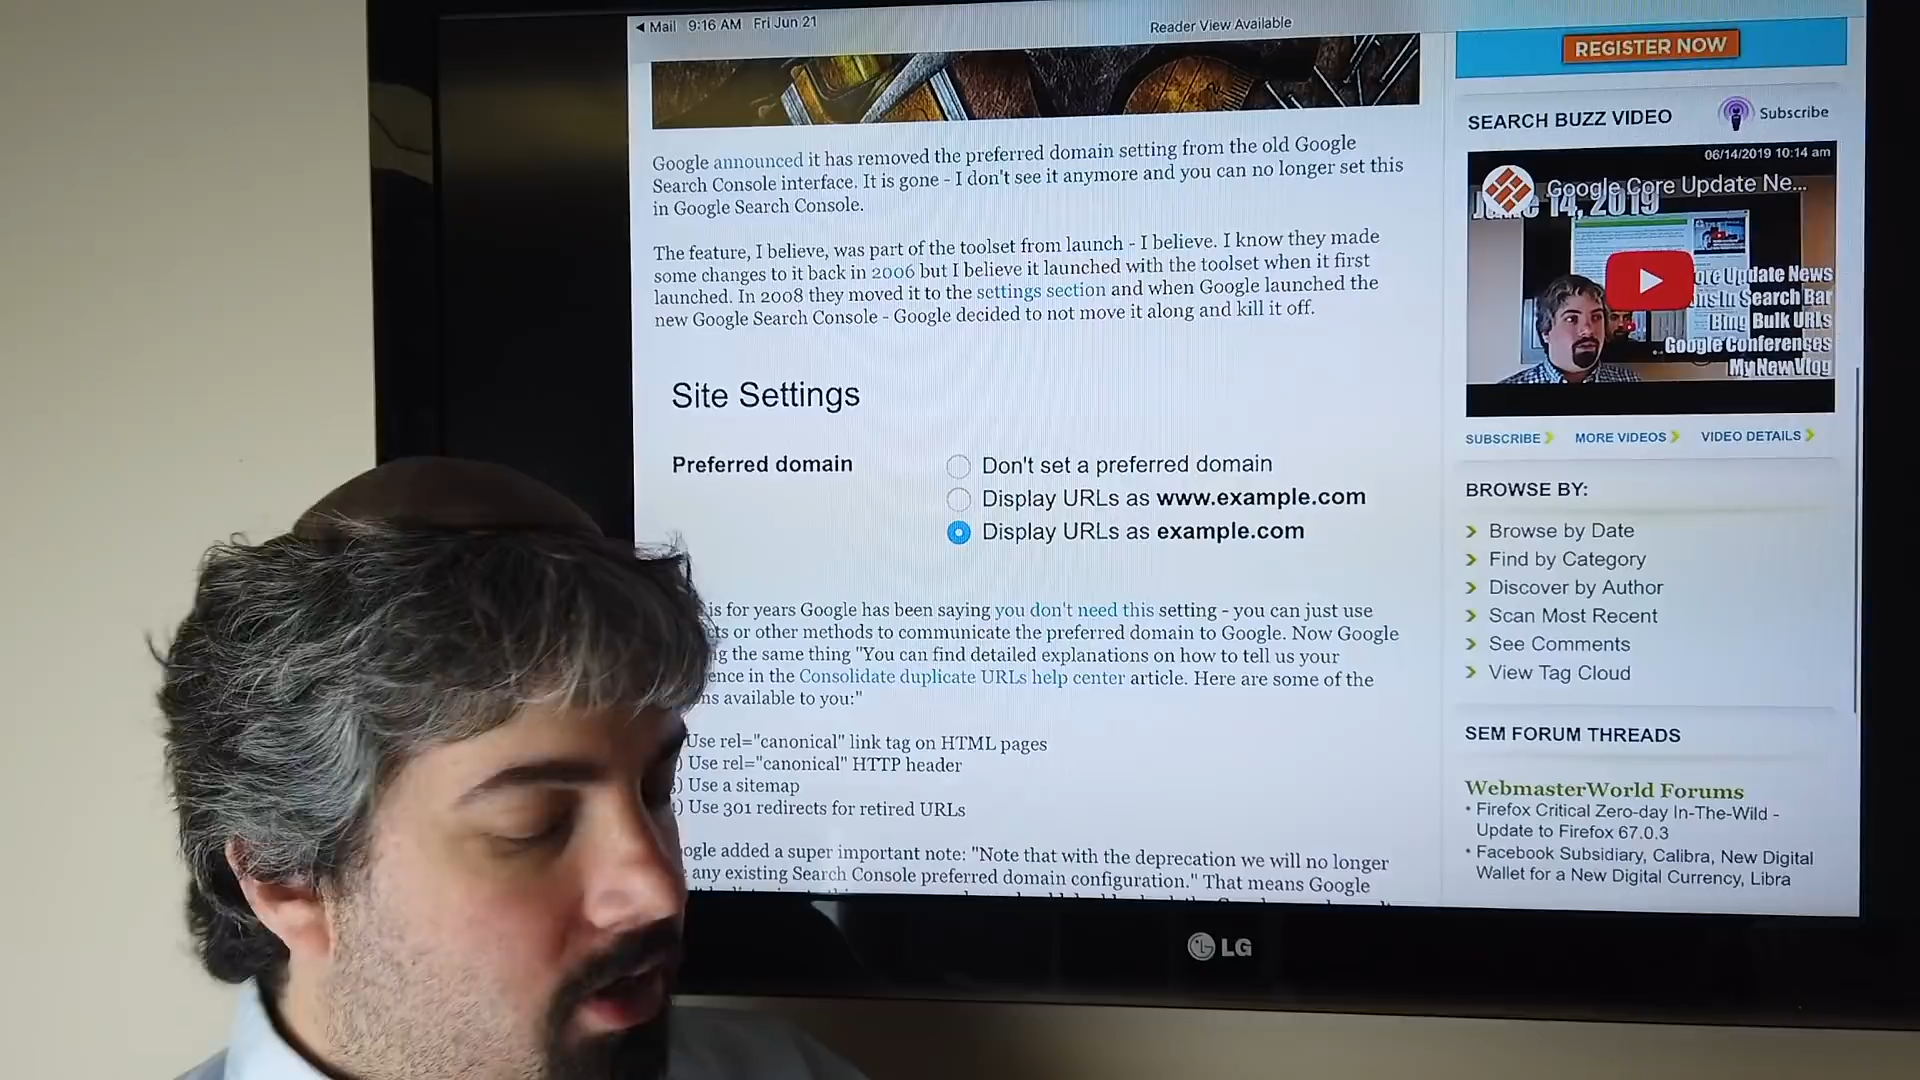 Mail 9:16 AM Fri Jun 21
Reader View Available
REGISTER NOW
Google announced it has removed the preferred domain setting from the old Google
Search Console interface. It is gone - I don't see it anymore and you can no longer set this
in Google Search Console.
The feature, I believe, was part of the toolset from launch - I believe. I know they made
some changes to it back in 2006 but I believe it launched with the toolset when it first
launched. In 2008 they moved it to the settings section and when Google launched the
new Google Search Console - Google decided to not move it along and kill it off.
Site Settings
Preferred domain
Don't set a preferred domain
Display URLs as www.example.com
Display URLs as example.com
is for years Google has been saying you don't need this setting - you can just use
or other methods to communicate the preferred domain to Google. Now Google
the same thing "You can find detailed explanations on how to tell us your
in the Consolidate duplicate URLs help center article. Here are some of the
available to you:"
Use rel="canonical" link tag on HTML pages
) Use rel="canonical" HTTP header
) Use a sitemap
) Use 301 redirects for retired URLs
added a super important note: "Note that with the deprecation we will no longer
any existing Search Console preferred domain configuration." That means Google
SEARCH BUZZ VIDEO
Subscribe
06/14/2019 10:14 am
Google Core Update Ne...
14, 2019
Update News
In Search Bar
Bing Bulk URLs
Google Conferences
My New Vlog
SUBSCRIBE
MORE VIDEOS
VIDEO DETAILS
BROWSE BY:
Browse by Date
Find by Category
Discover by Author
Scan Most Recent
See Comments
View Tag Cloud
SEM FORUM THREADS
WebmasterWorld Forums
• Firefox Critical Zero-day In-The-Wild -
Update to Firefox 67.0.3
• Facebook Subsidiary, Calibra, New Digital
Wallet for a New Digital Currency, Libra
LG